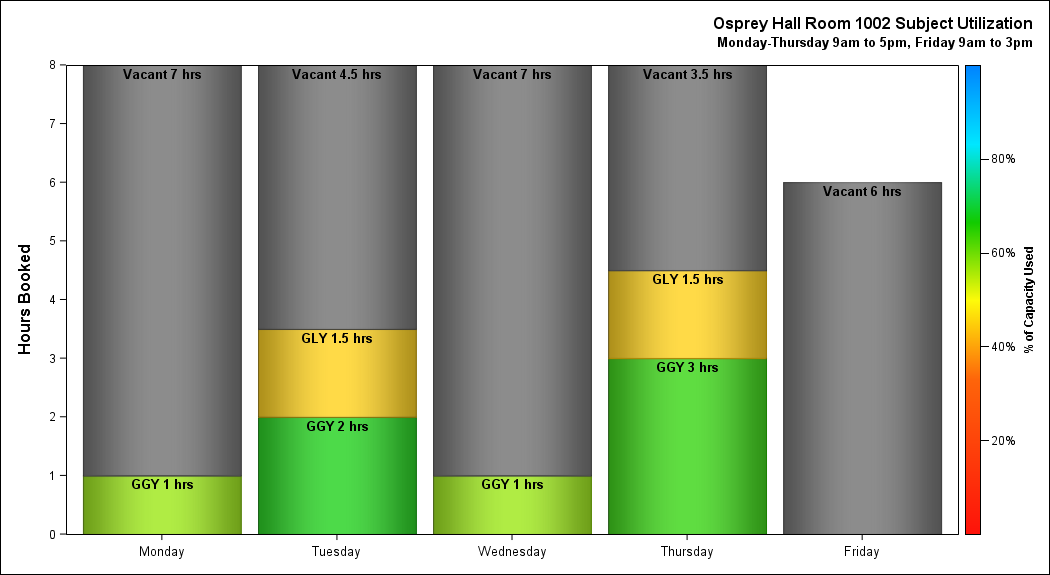 Osprey Hall Room 1002 Subject Utilization
Monday-Thursday 9am to 5pm, Friday 9am to 3pm
Hours Booked
8
7
6
5
4
3
2
1
0
Vacant 7 hrs
GGY 1 hrs
Vacant 4.5 hrs
GLY 1.5 hrs
GGY 2 hrs
Vacant 7 hrs
GGY 1 hrs
Vacant 3.5 hrs
GLY 1.5 hrs
GGY 3 hrs
Vacant 6 hrs
Monday
Tuesday
Wednesday
Thursday
Friday
80%
60%
40%
20%
% of Capacity Used